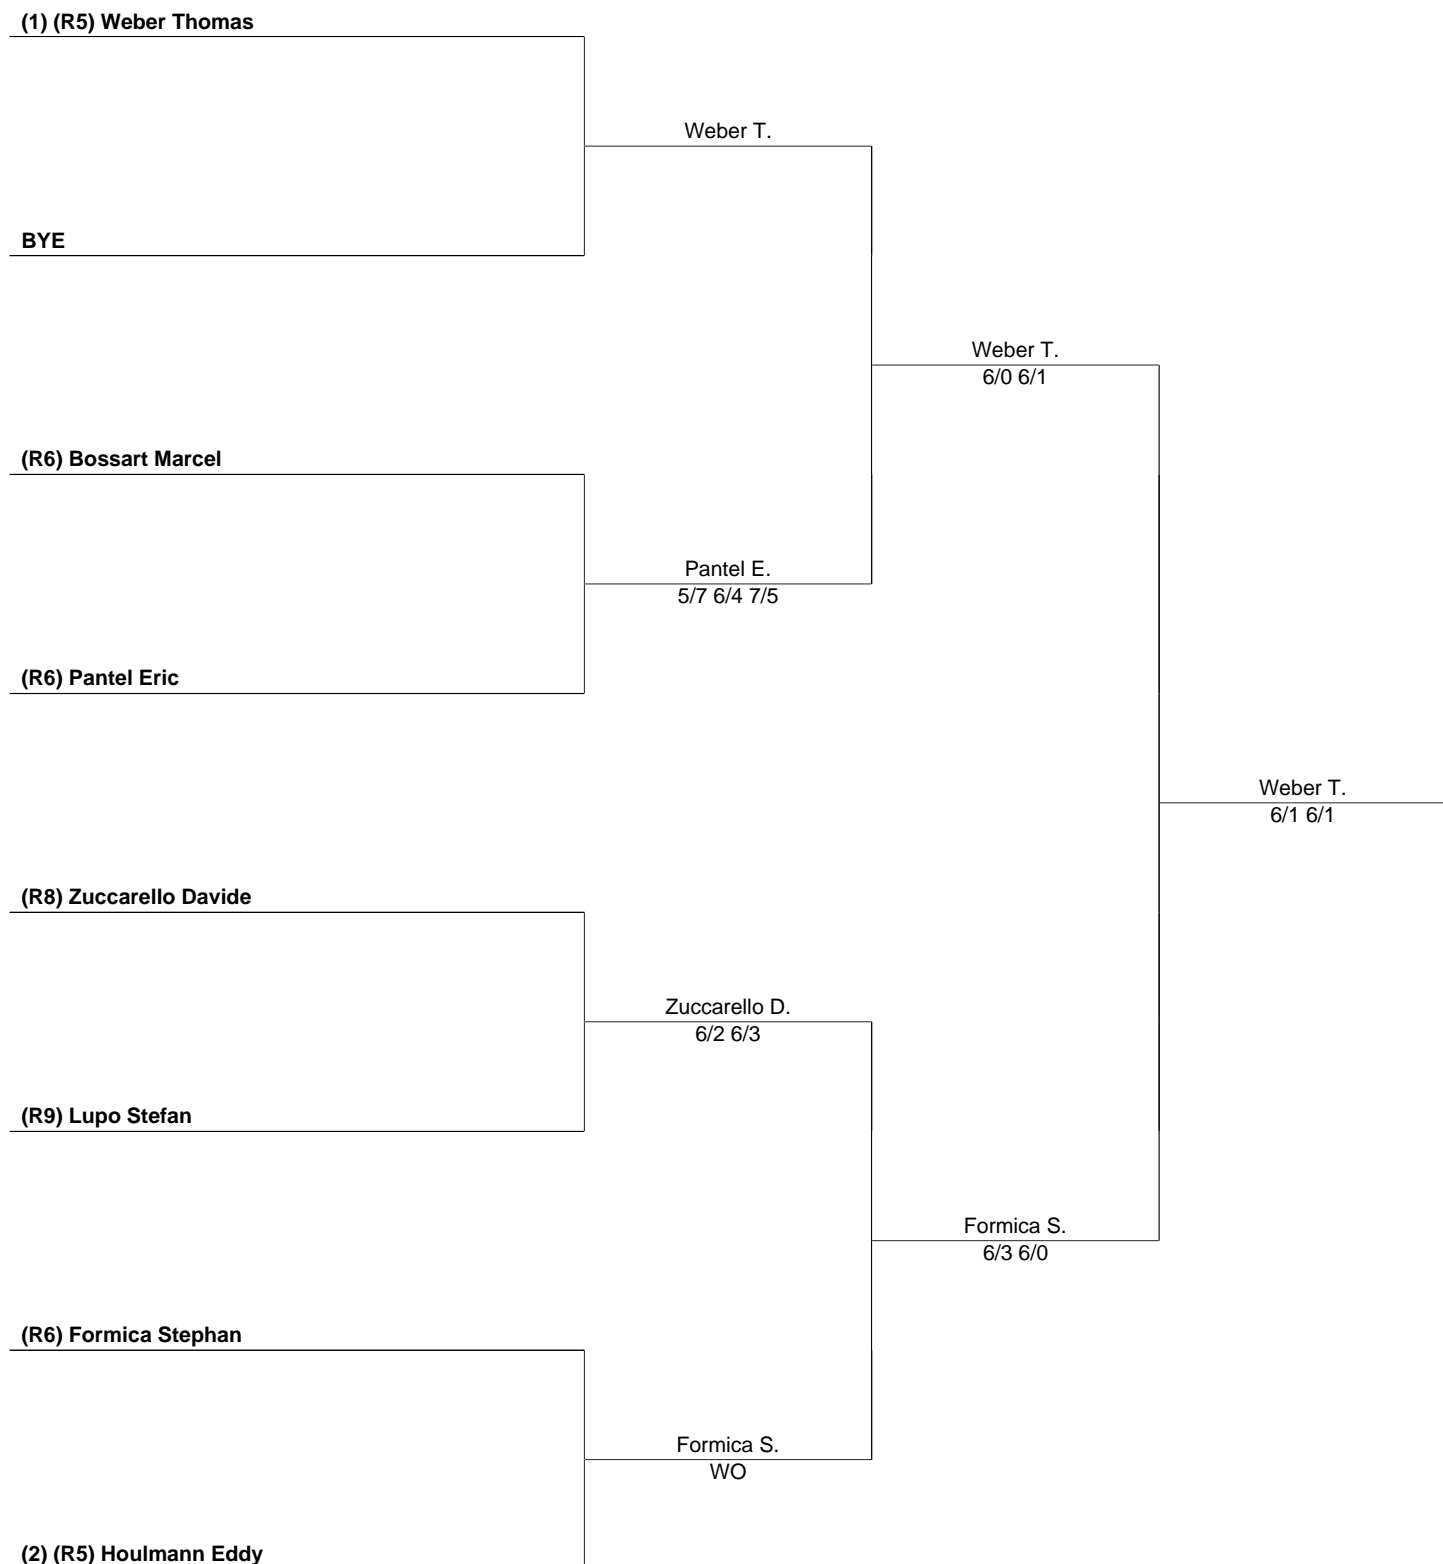 (1) (R5) Weber Thomas
Weber T.
BYE
Weber T.
6/0 6/1
(R6) Bossart Marcel
Pantel E.
5/7 6/4 7/5
(R6) Pantel Eric
Weber T.
6/1 6/1
(R8) Zuccarello Davide
Zuccarello D.
6/2 6/3
(R9) Lupo Stefan
Formica S.
6/3 6/0
(R6) Formica Stephan
Formica S.
WO
(2) (R5) Houlmann Eddy